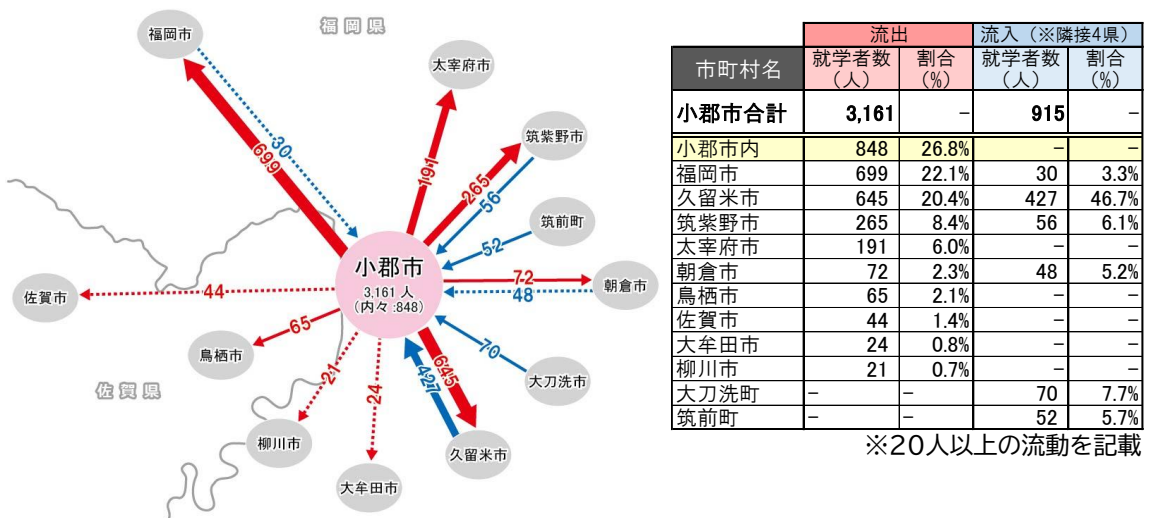 福岡県
福岡市
太宰府市
筑紫野市
筑前町
朝倉市
大刀洗市
久留米市
大牟田市
柳川市
鳥栖市
佐賀市
佐賀県
小郡市
3,161 人
（内々:848）
699
30
191
265
56
52
72
48
70
645
427
24
21
65
44
流出 流入（※隣接4県）
市町村名 就学者数（人） 割合（%） 就学者数（人） 割合（%）
小郡市合計 3,161 － 915 －
小郡市内 848 26.8% － －
福岡市 699 22.1% 30 3.3%
久留米市 645 20.4% 427 46.7%
筑紫野市 265 8.4% 56 6.1%
太宰府市 191 6.0% － －
朝倉市 72 2.3% 48 5.2%
鳥栖市 65 2.1% － －
佐賀市 44 1.4% － －
大牟田市 24 0.8% － －
柳川市 21 0.7% － －
大刀洗町 － － 70 7.7%
筑前町 － － 52 5.7%
※20人以上の流動を記載